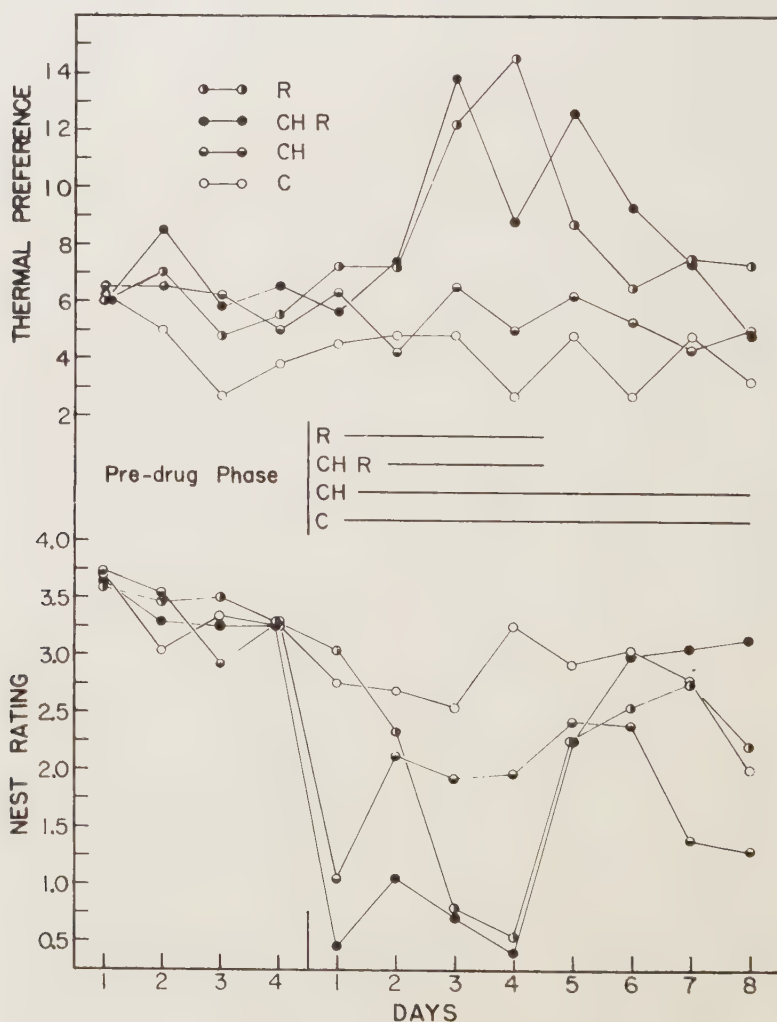 THERMAL PREFERENCE
14
12
10
8
6
4
2
R
CH R
CH
C
Pre-drug Phase
R
CH R
CH
C
NEST RATING
4.0
3.5
3.0
2.5
2.0
1.5
1.0
0.5
1 2 3 4 1 2 3 4 5 6 7 8
DAYS